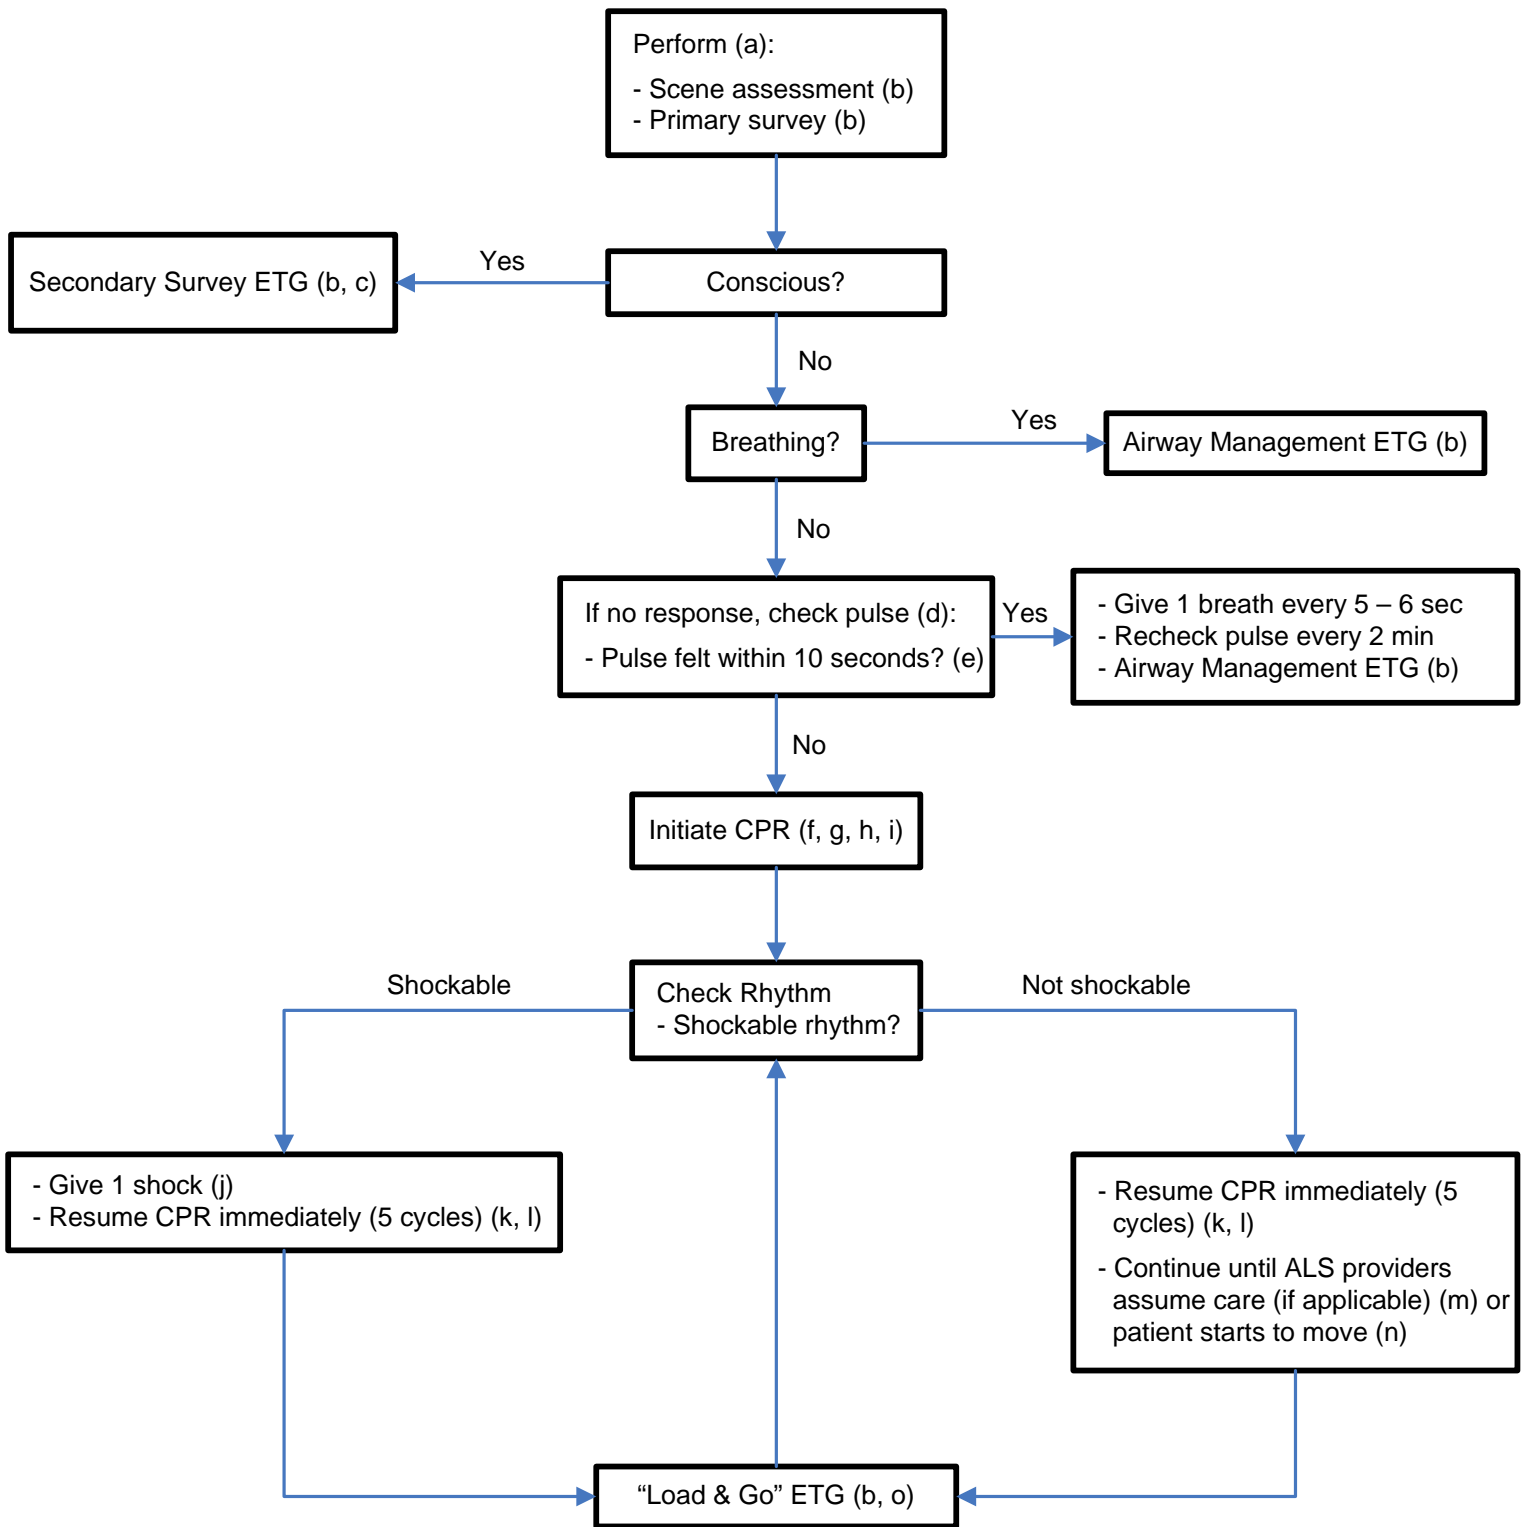 Perform (a):
- Scene assessment (b)
- Primary survey (b)
Secondary Survey ETG (b, c)
Yes
Conscious?
No
Breathing?
Yes
Airway Management ETG (b)
No
If no response, check pulse (d):
- Pulse felt within 10 seconds? (e)
Yes
- Give 1 breath every 5 – 6 sec
- Recheck pulse every 2 min
- Airway Management ETG (b)
No
Initiate CPR (f, g, h, i)
Shockable
Check Rhythm
- Shockable rhythm?
Not shockable
- Give 1 shock (j)
- Resume CPR immediately (5 cycles) (k, l)
- Resume CPR immediately (5
cycles) (k, l)
- Continue until ALS providers
assume care (if applicable) (m) or
patient starts to move (n)
“Load & Go” ETG (b, o)